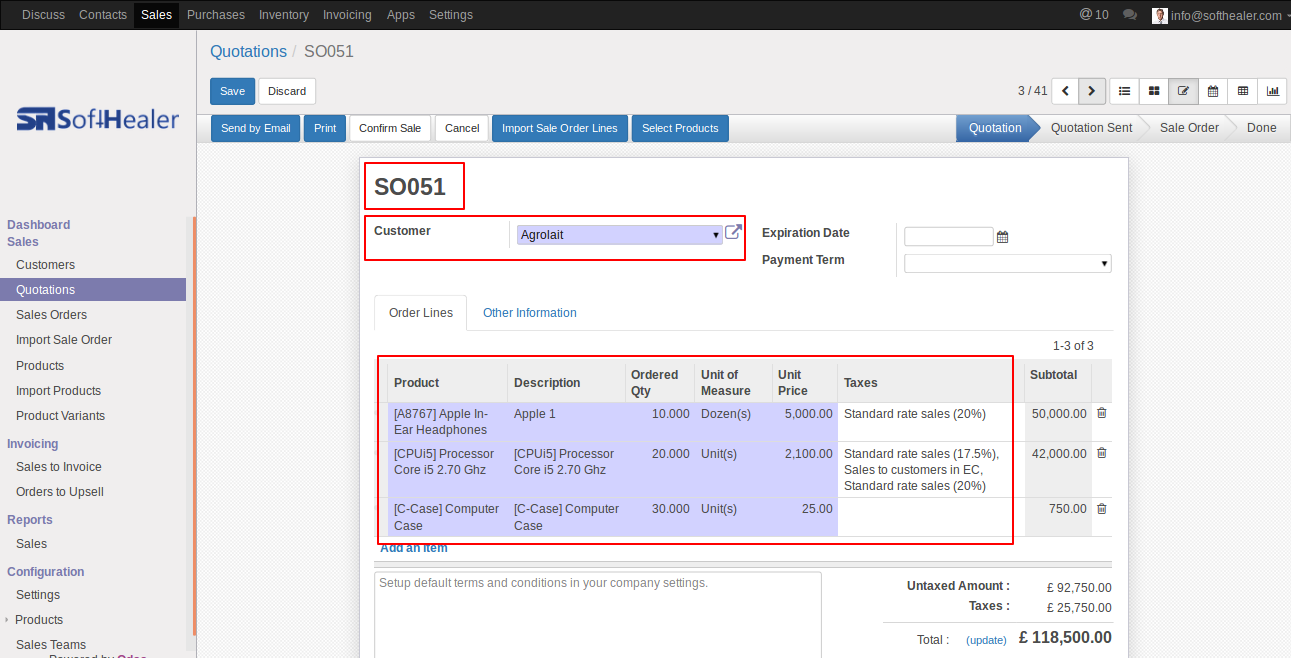 Discuss Contacts Sales Purchases Inventory Invoicing Apps Settings @ 10 info@softhealer.com
SoftHealer
Dashboard
Sales
Customers
Quotations
Sales Orders
Import Sale Order
Products
Import Products
Product Variants
Invoicing
Sales to Invoice
Orders to Upsell
Reports
Sales
Configuration
Settings
Products
Sales Teams
Powered by Odoo
Quotations / SO051
Save Discard 3 / 41
Send by Email Print Confirm Sale Cancel Import Sale Order Lines Select Products Quotation Quotation Sent Sale Order Done
SO051
Customer Agrolait
Expiration Date
Payment Term
Order Lines Other Information
1-3 of 3
Product Description Ordered Qty Unit of Measure Unit Price Taxes Subtotal
[A8767] Apple In-Ear Headphones Apple 1 10.000 Dozen(s) 5,000.00 Standard rate sales (20%) 50,000.00
[CPUi5] Processor Core i5 2.70 Ghz [CPUi5] Processor Core i5 2.70 Ghz 20.000 Unit(s) 2,100.00 Standard rate sales (17.5%), Sales to customers in EC, Standard rate sales (20%) 42,000.00
[C-Case] Computer Case [C-Case] Computer Case 30.000 Unit(s) 25.00 750.00
Add an item
Setup default terms and conditions in your company settings.
Untaxed Amount : £ 92,750.00
Taxes : £ 25,750.00
Total : (update) £ 118,500.00